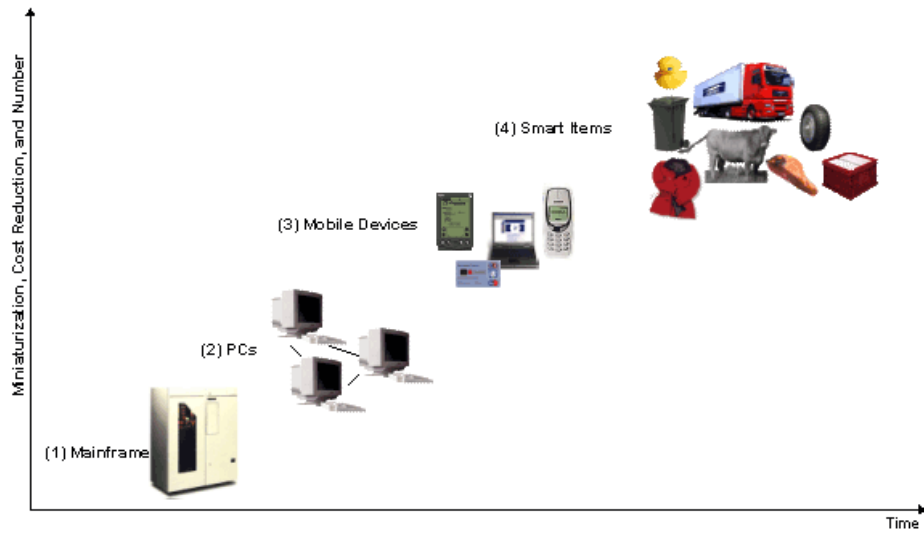 Miniaturization, Cost Reduction, and Number
(4) Smart Items
(3) Mobile Devices
(2) PCs
(1) Mainframe
Time